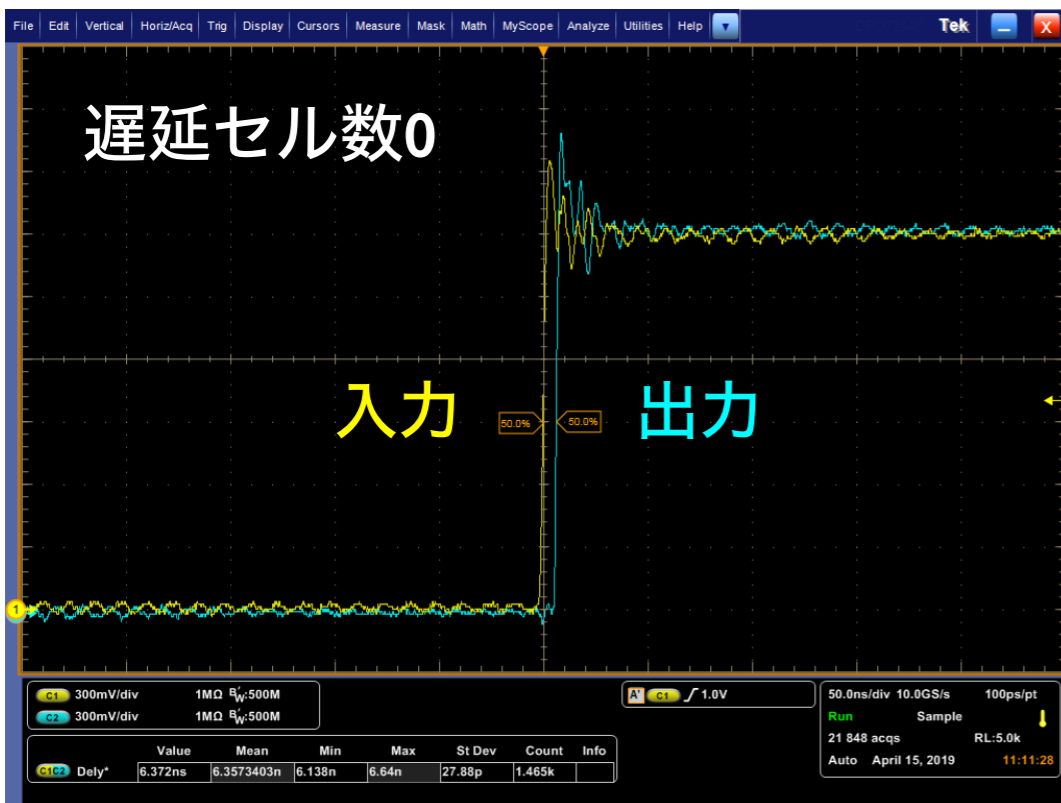 File Edit Vertical Horiz/Acq Trig Display Cursors Measure Mask Math MyScope Analyze Utilities Help Tek X
遅延セル数0
入力 50.0% 50.0% 出力
1
C1 300mV/div 1MΩ BW:500M
C2 300mV/div 1MΩ BW:500M
A' C1 1.0V
50.0ns/div 10.0GS/s 100ps/pt
Run Sample
21 848 acqs RL:5.0k
Auto April 15, 2019 11:11:28
Value Mean Min Max St Dev Count Info
C1C2 Dely* 6.372ns 6.3573403n 6.138n 6.64n 27.88p 1.465k